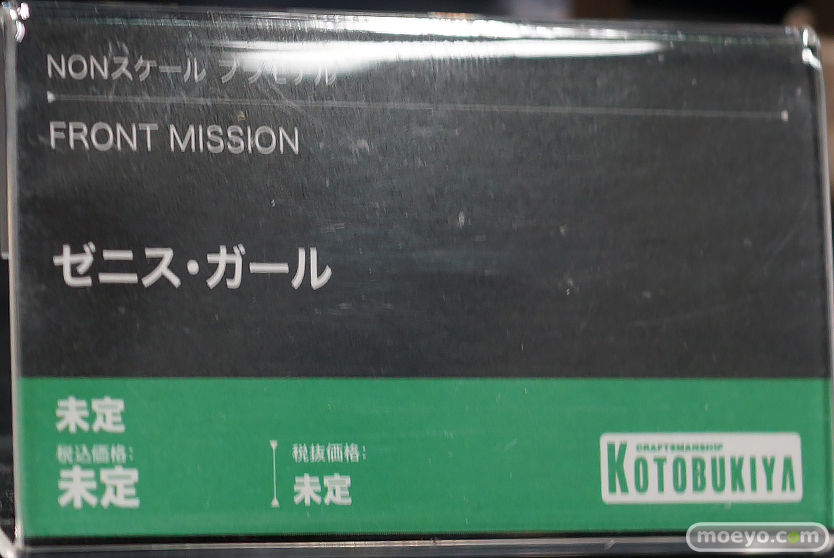 NONスケール プラモデル
FRONT MISSION
ゼニス・ガール
未定
税込価格:
未定
税抜価格:
未定
CRAFTSMANSHIP
KOTOBUKIYA
moeyo.com